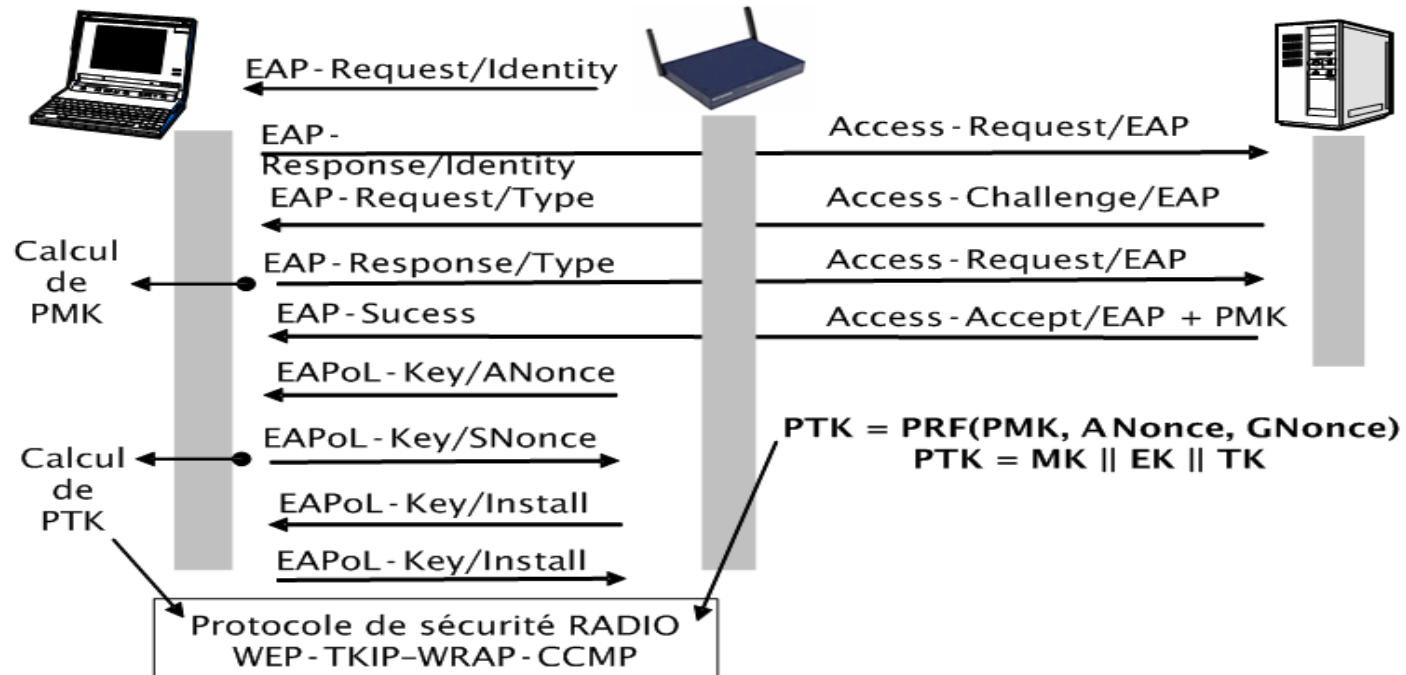 EAP-Request/Identity
EAP-
Response/Identity
Access-Request/EAP
EAP-Request/Type
Access-Challenge/EAP
Calcul
de
PMK
EAP-Response/Type
Access-Request/EAP
EAP-Sucess
Access-Accept/EAP + PMK
EAPoL-Key/ANonce
EAPoL-Key/SNonce
PTK = PRF(PMK, ANonce, GNonce)
PTK = MK || EK || TK
Calcul
de
PTK
EAPoL-Key/Install
EAPoL-Key/Install
Protocole de sécurité RADIO
WEP-TKIP–WRAP-CCMP